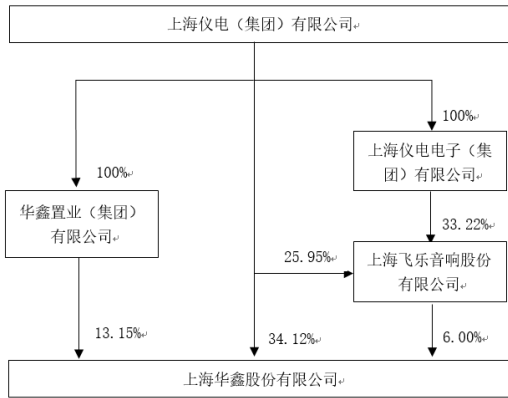 上海仪电（集团）有限公司
100%
100%
上海仪电电子（集
团）有限公司
华鑫置业（集团）
有限公司
33.22%
25.95%
上海飞乐音响股份
有限公司
13.15%
34.12%
6.00%
上海华鑫股份有限公司